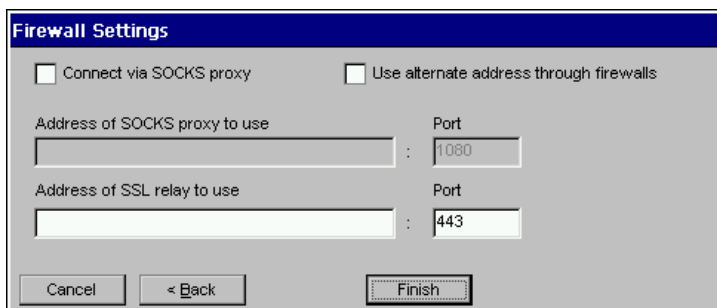 Firewall Settings
Connect via SOCKS proxy Use alternate address through firewalls
Address of SOCKS proxy to use Port
: 1080
Address of SSL relay to use Port
: 443
Cancel < Back Finish